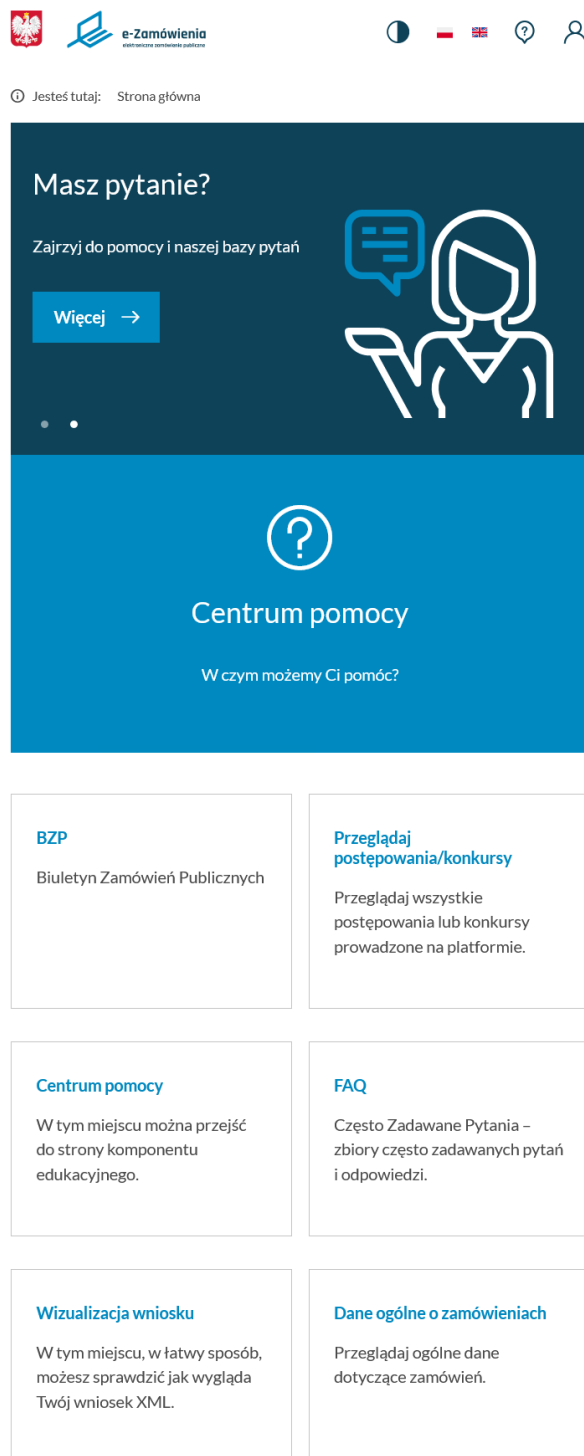 e-Zamówienia
elektroniczne zamówienia publiczne
Jesteś tutaj: Strona główna
Masz pytanie?
Zajrzyj do pomocy i naszej bazy pytań
Więcej
Centrum pomocy
W czym możemy Ci pomóc?
BZP
Biuletyn Zamówień Publicznych
Przeglądaj
postępowania/konkursy
Przeglądaj wszystkie
postępowania lub konkursy
prowadzone na platformie.
Centrum pomocy
W tym miejscu można przejść
do strony komponentu
edukacyjnego.
FAQ
Często Zadawane Pytania –
zbiory często zadawanych pytań
i odpowiedzi.
Wizualizacja wniosku
W tym miejscu, w łatwy sposób,
możesz sprawdzić jak wygląda
Twój wniosek XML.
Dane ogólne o zamówieniach
Przeglądaj ogólne dane
dotyczące zamówień.